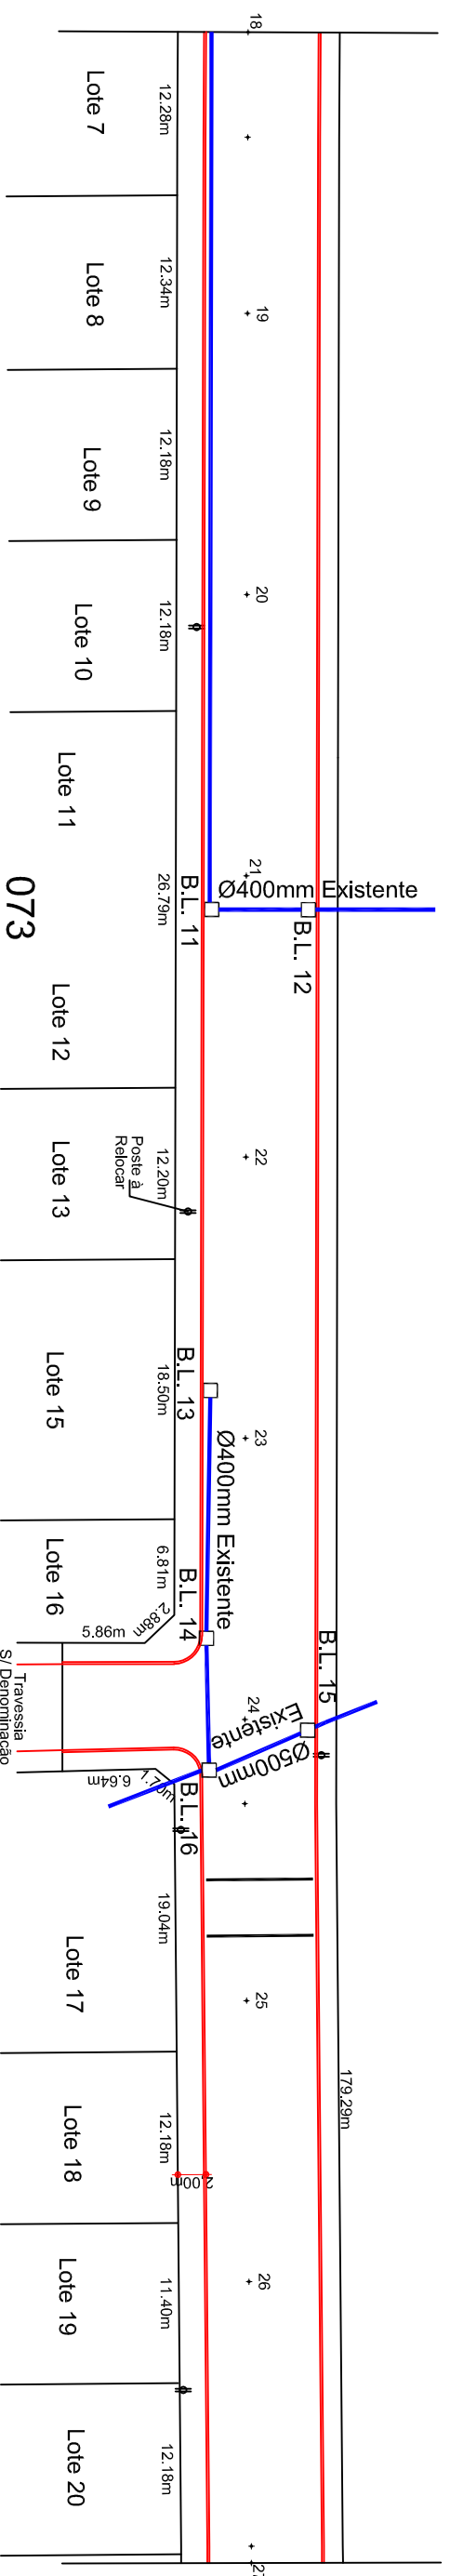 18
Lote 7
12.28m
Lote 8
12.34m
19
Lote 9
12.18m
Lote 10
12.18m
20
Lote 11
073
26.79m
B.L. 11
21
Ø400mm Existente
B.L. 12
Lote 12
Lote 13
Poste à
Relocar
12.20m
22
Lote 15
18.50m
B.L. 13
23
Ø400mm Existente
Lote 16
6.81m
2.88m
5.86m
B.L. 14
B.L. 15
24
Ø500mm
Existente
Travessia
S/ Denominação
6.64m
B.L. 16
Lote 17
19.04m
25
179.29m
Lote 18
12.18m
2.00m
Lote 19
11.40m
26
Lote 20
12.18m